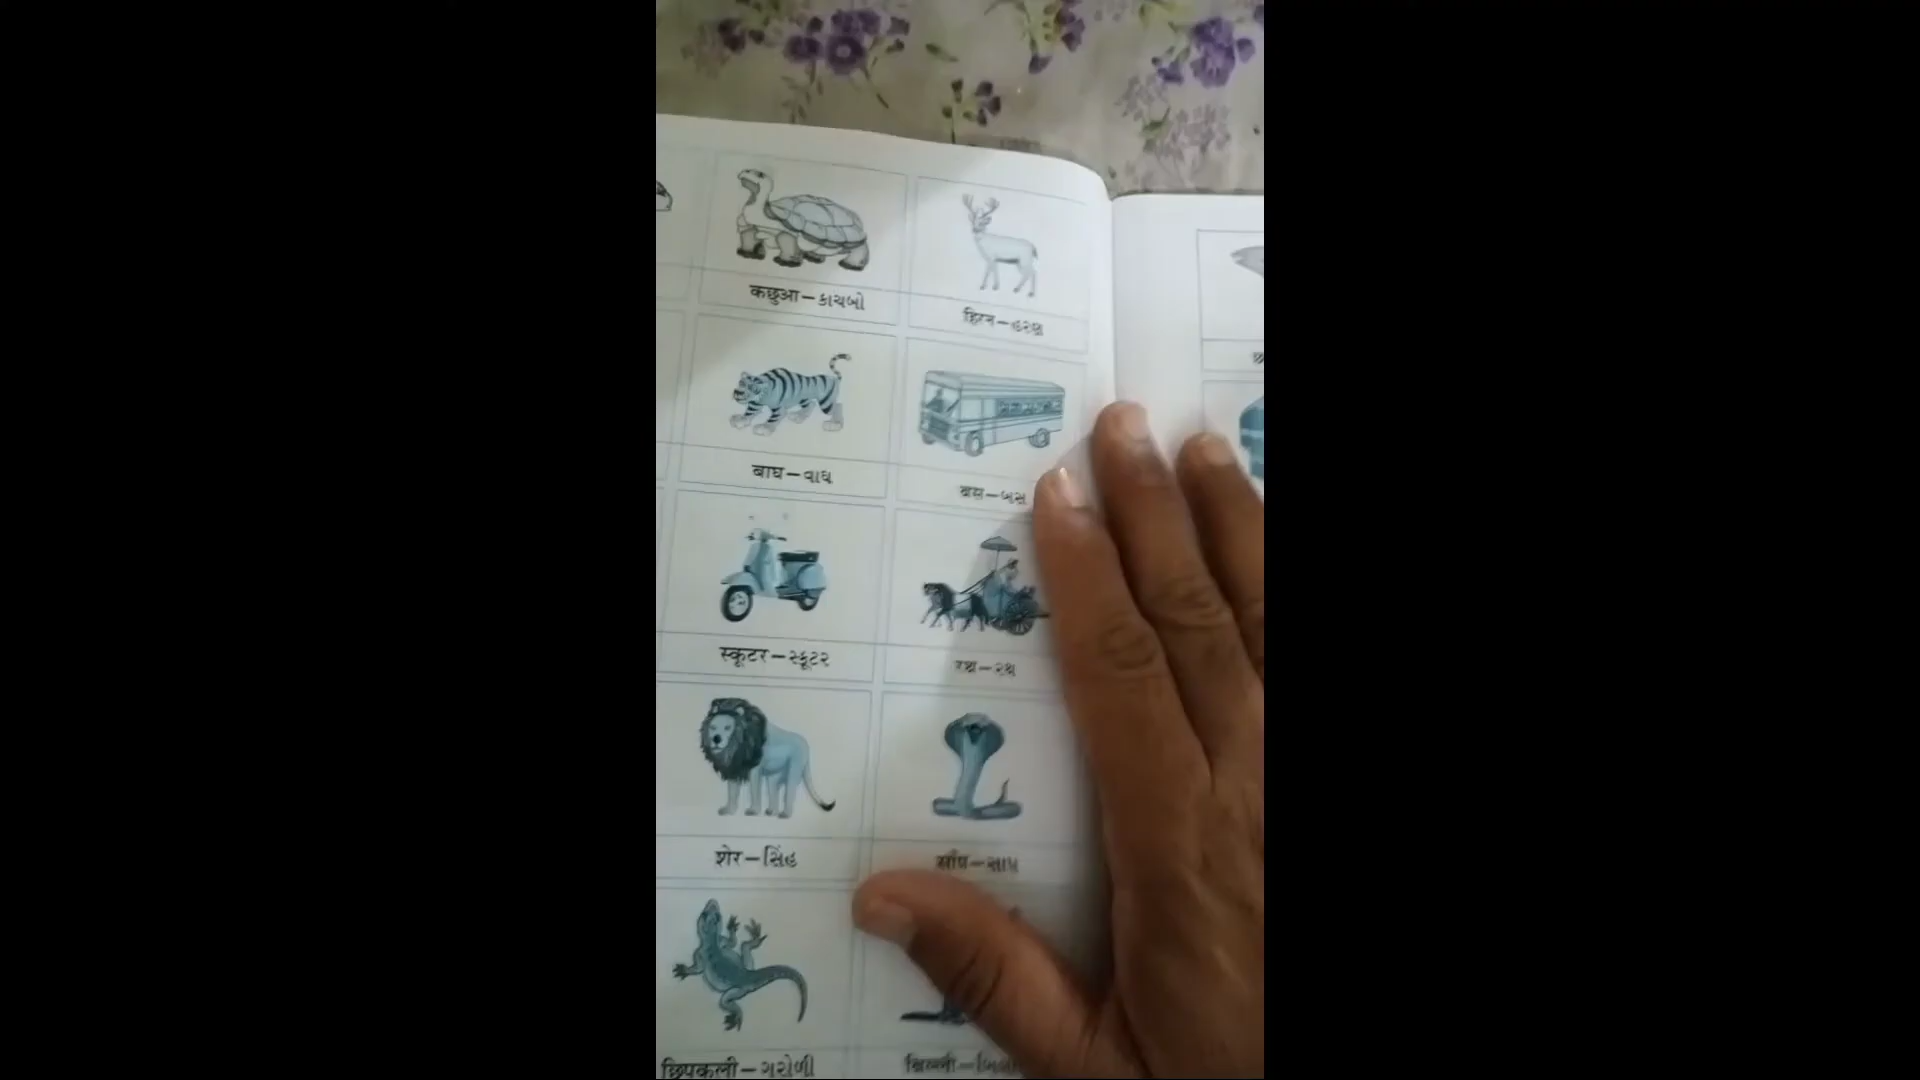 कछुआ–કાચબો
हिरन–હરણ
बाघ–વાઘ
बस–બસ
स्कूटर–સ્કૂટર
रथ–રથ
शेर–સિંહ
साँप–સાપ
छिपकली–ગરોળી
बिल्ली–